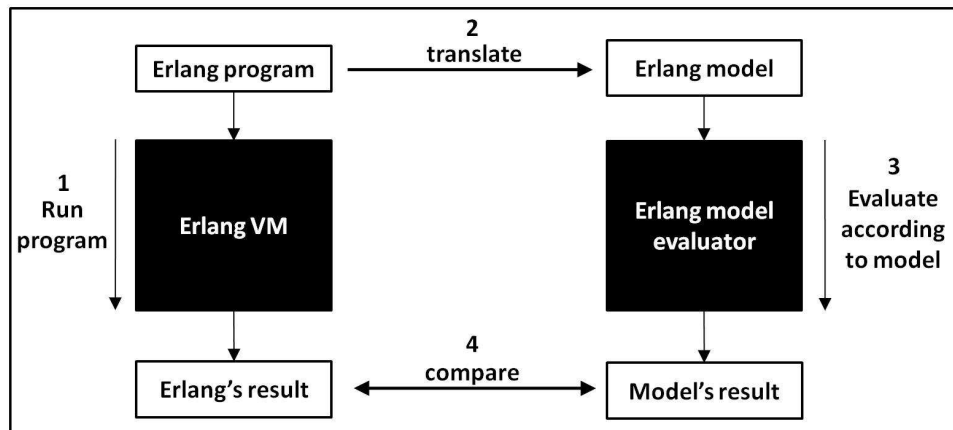 2
translate
Erlang program
Erlang model
1
Run
program
Erlang VM
Erlang model
evaluator
3
Evaluate
according
to model
4
compare
Erlang's result
Model's result